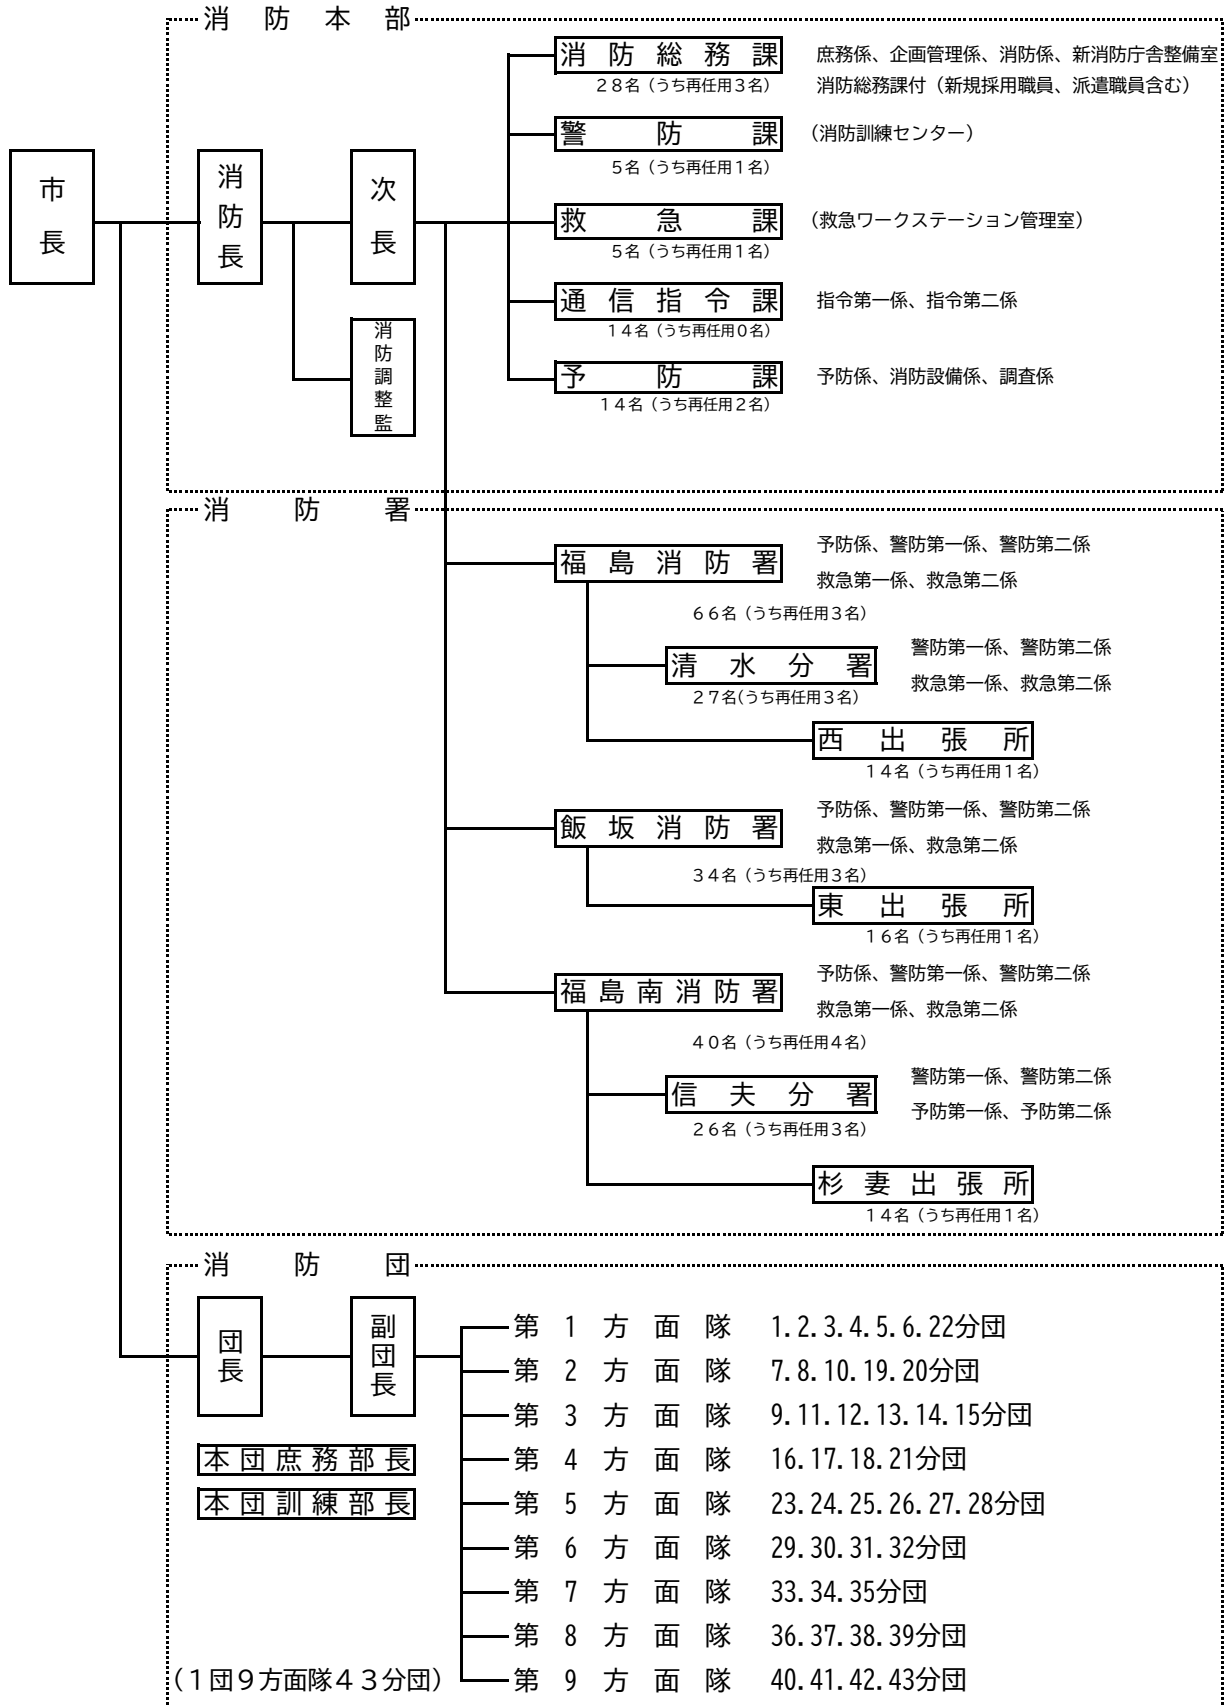 消防本部
消防総務課
庶務係、企画管理係、消防係、新消防庁舎整備室
28名（うち再任用3名）
消防総務課付（新規採用職員、派遣職員含む）
警防課
（消防訓練センター）
5名（うち再任用1名）
市長
消防長
次長
救急課
（救急ワークステーション管理室）
5名（うち再任用1名）
通信指令課
指令第一係、指令第二係
14名（うち再任用0名）
消防調整監
予防課
予防係、消防設備係、調査係
14名（うち再任用2名）
消防署
福島消防署
予防係、警防第一係、警防第二係
救急第一係、救急第二係
66名（うち再任用3名）
清水分署
警防第一係、警防第二係
救急第一係、救急第二係
27名(うち再任用3名）
西出張所
14名（うち再任用1名）
飯坂消防署
予防係、警防第一係、警防第二係
救急第一係、救急第二係
34名（うち再任用3名）
東出張所
16名（うち再任用1名）
福島南消防署
予防係、警防第一係、警防第二係
救急第一係、救急第二係
40名（うち再任用4名）
信夫分署
警防第一係、警防第二係
予防第一係、予防第二係
26名（うち再任用3名）
杉妻出張所
14名（うち再任用1名）
消防団
団長
副団長
本団庶務部長
本団訓練部長
第1方面隊 1.2.3.4.5.6.22分団
第2方面隊 7.8.10.19.20分団
第3方面隊 9.11.12.13.14.15分団
第4方面隊 16.17.18.21分団
第5方面隊 23.24.25.26.27.28分団
第6方面隊 29.30.31.32分団
第7方面隊 33.34.35分団
第8方面隊 36.37.38.39分団
第9方面隊 40.41.42.43分団
（1団9方面隊43分団）